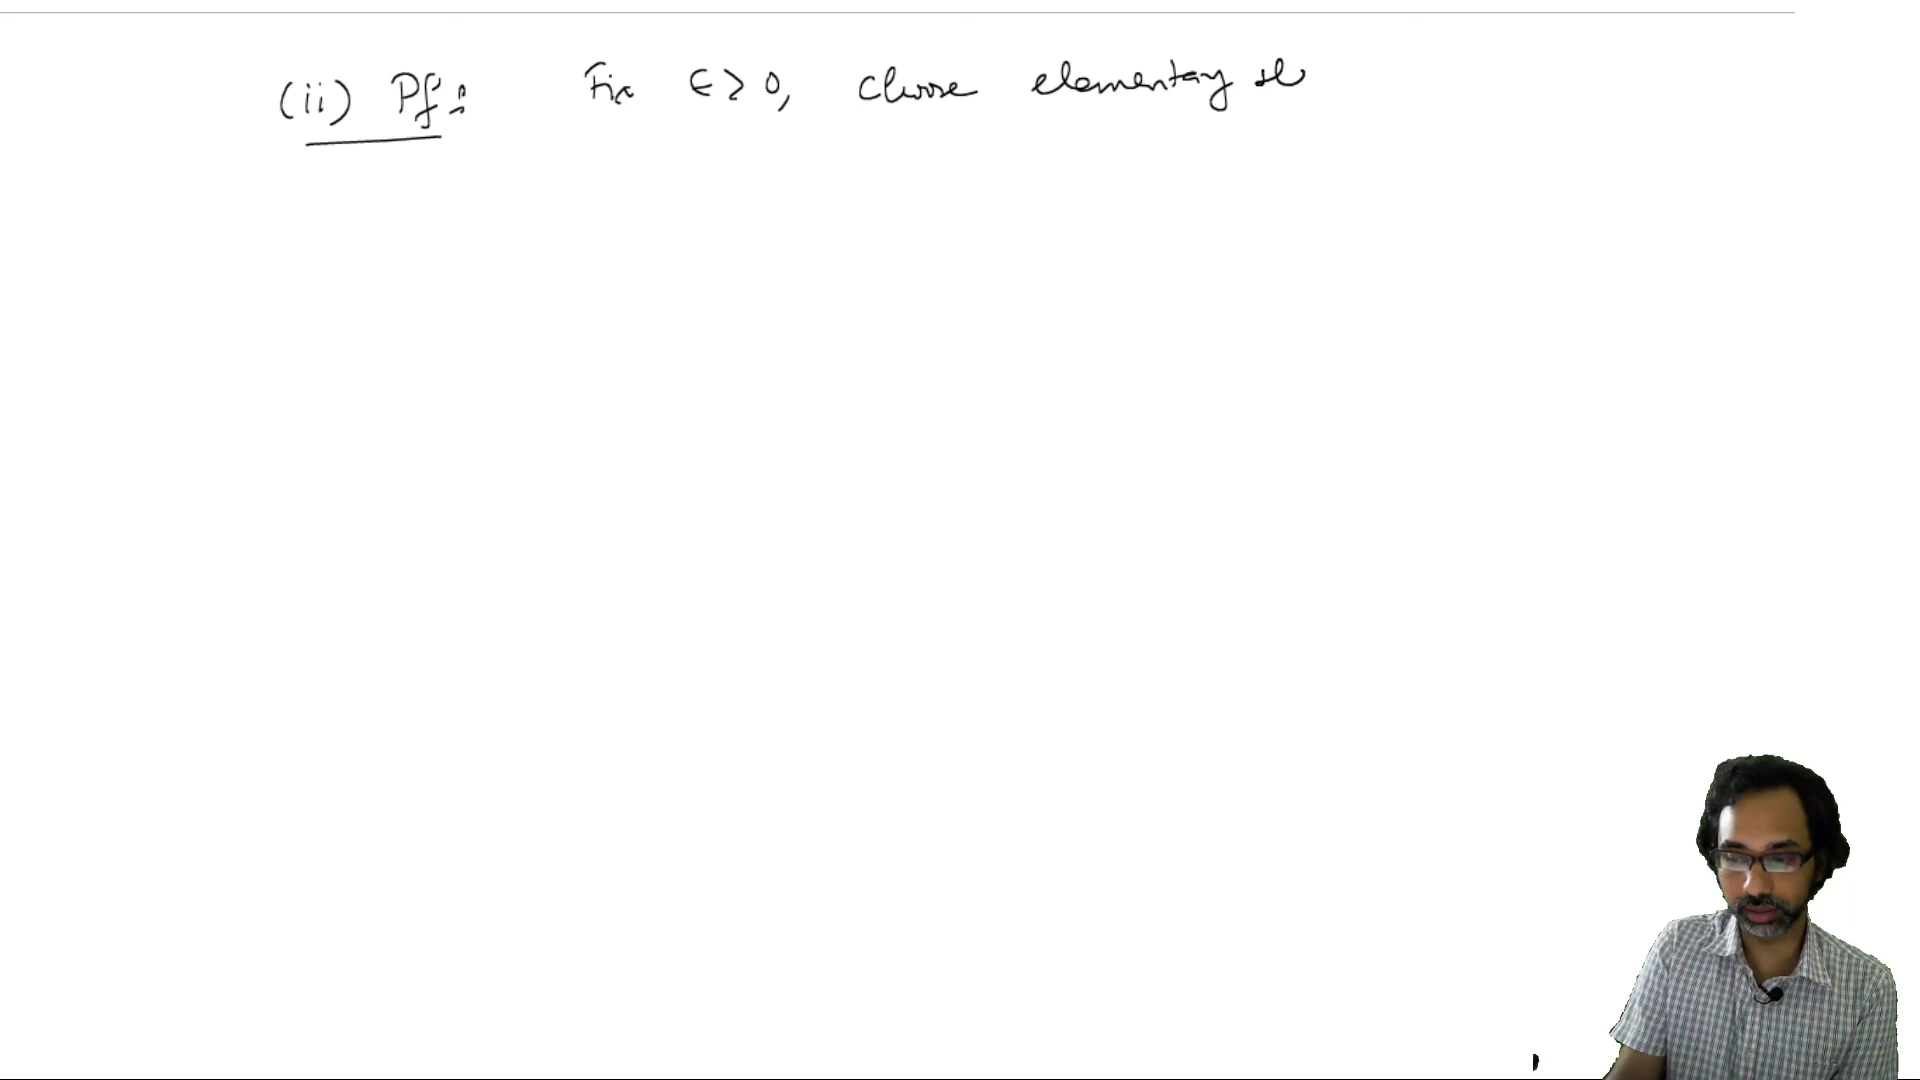 (ii) Pf: Fix ϵ > 0, choose elementary